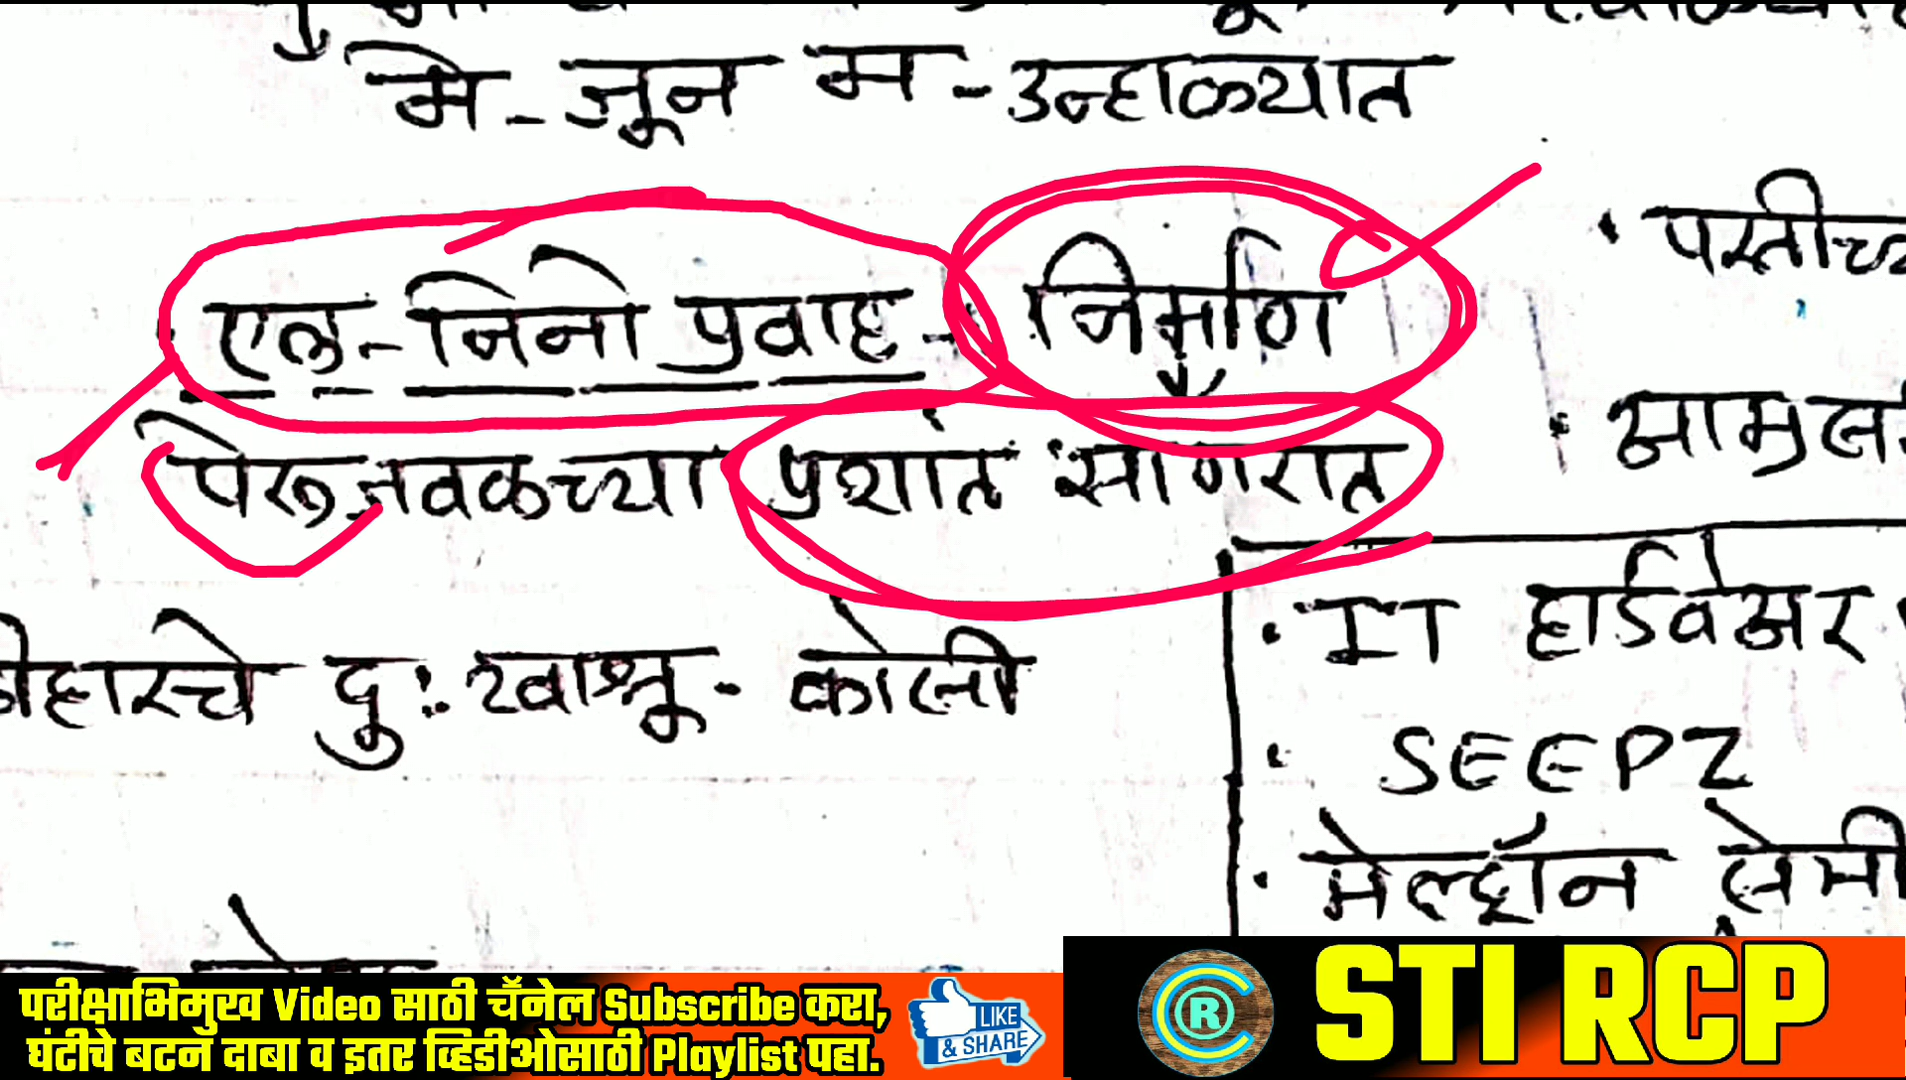 मे - जून म - उन्हाळ्यात
एल - निनो प्रवाह - निर्माण
पेरू जवळच्या प्रशांत सागरात
दुःखाश्रू - कोसी
IT हार्डवेअर
SEEPZ
मेल्ट्रॉन
परीक्षाभिमुख Video साठी चॅनेल Subscribe करा,
घंटीचे बटन दाबा व इतर व्हिडीओसाठी Playlist पहा.
LIKE
& SHARE
R
STI RCP